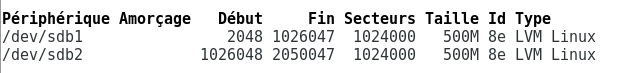 Périphérique Amorçage   Début     Fin Secteurs Taille Id Type
/dev/sdb1                2048 1026047  1024000   500M 8e LVM Linux
/dev/sdb2             1026048 2050047  1024000   500M 8e LVM Linux